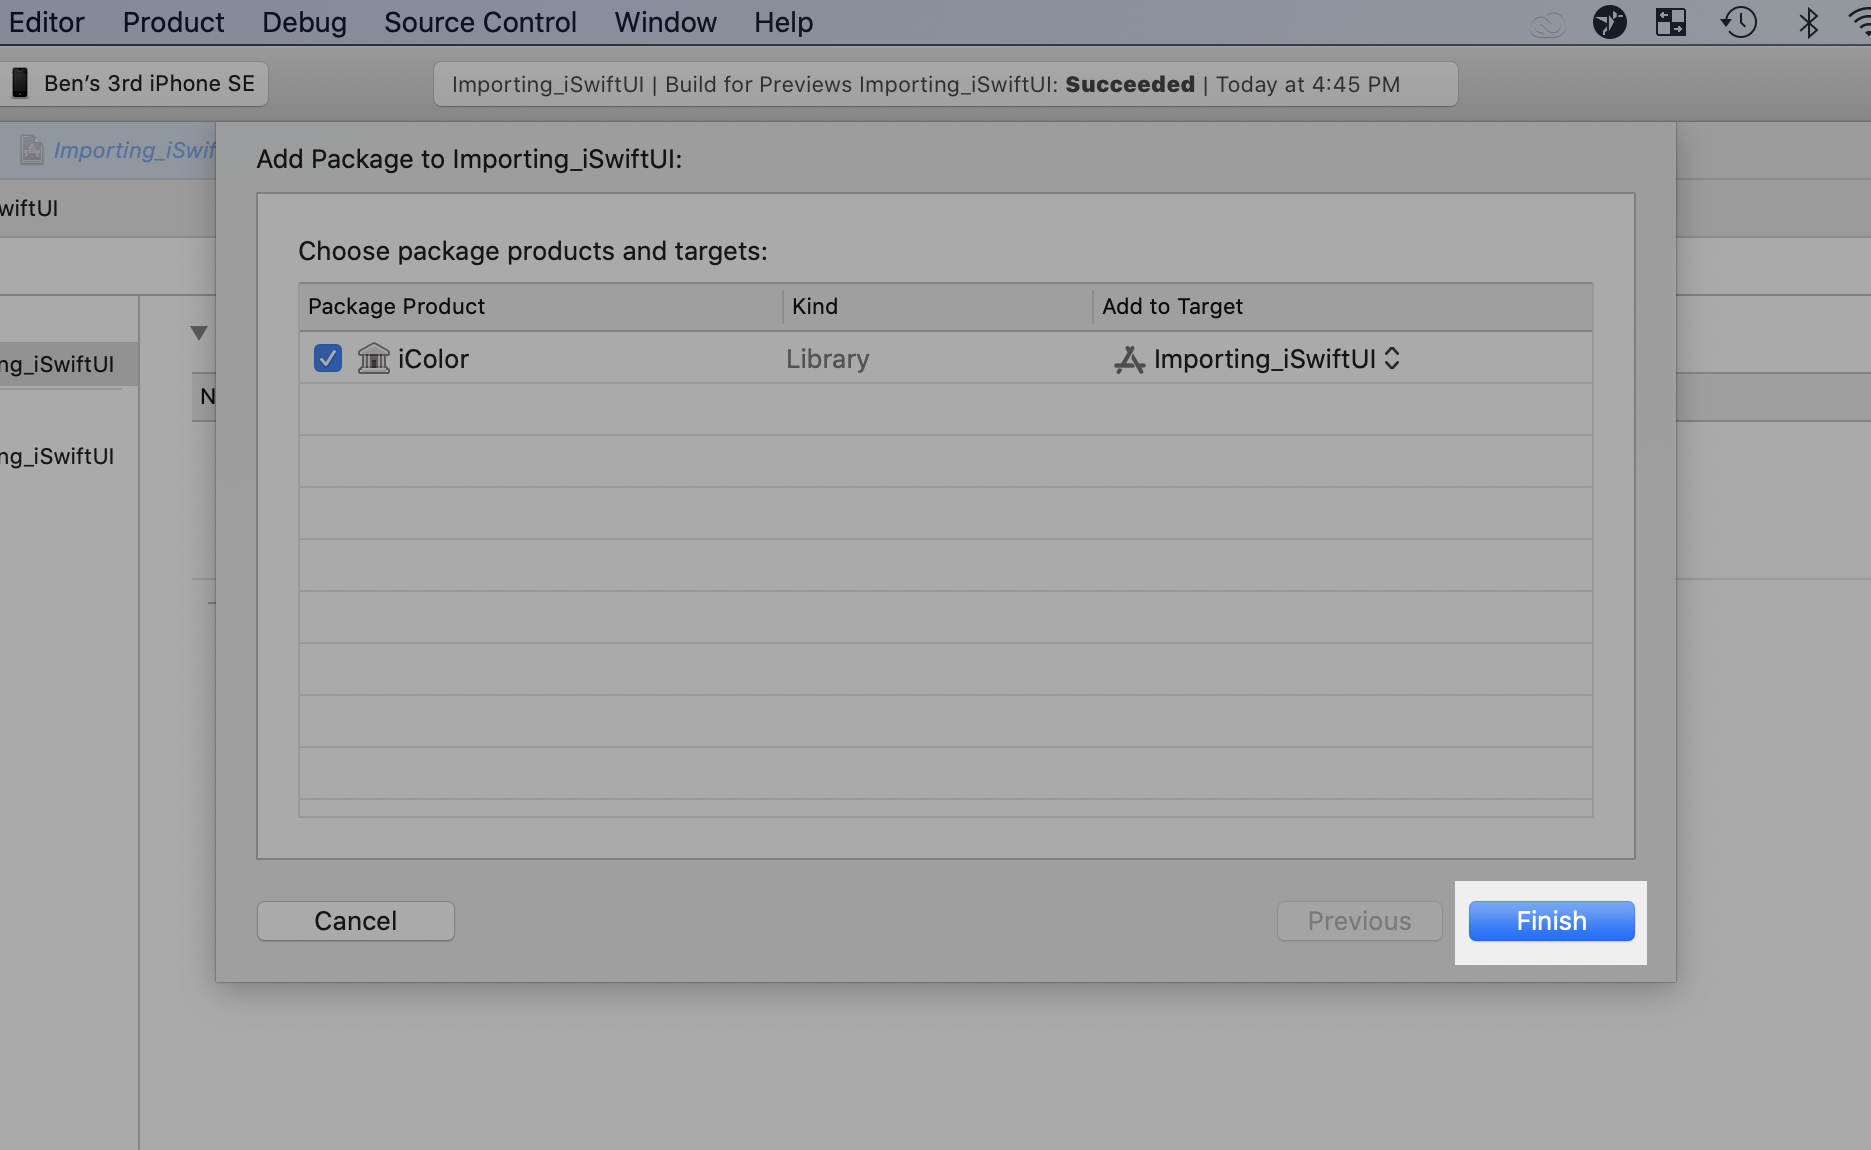 Editor Product Debug Source Control Window Help
Ben’s 3rd iPhone SE
Importing_iSwiftUI | Build for Previews Importing_iSwiftUI: Succeeded | Today at 4:45 PM
Importing_iSwif
Add Package to Importing_iSwiftUI:
wiftUI
Choose package products and targets:
Package Product Kind Add to Target
iColor Library Importing_iSwiftUI
ng_iSwiftUI
N
ng_iSwiftUI
Cancel Previous Finish